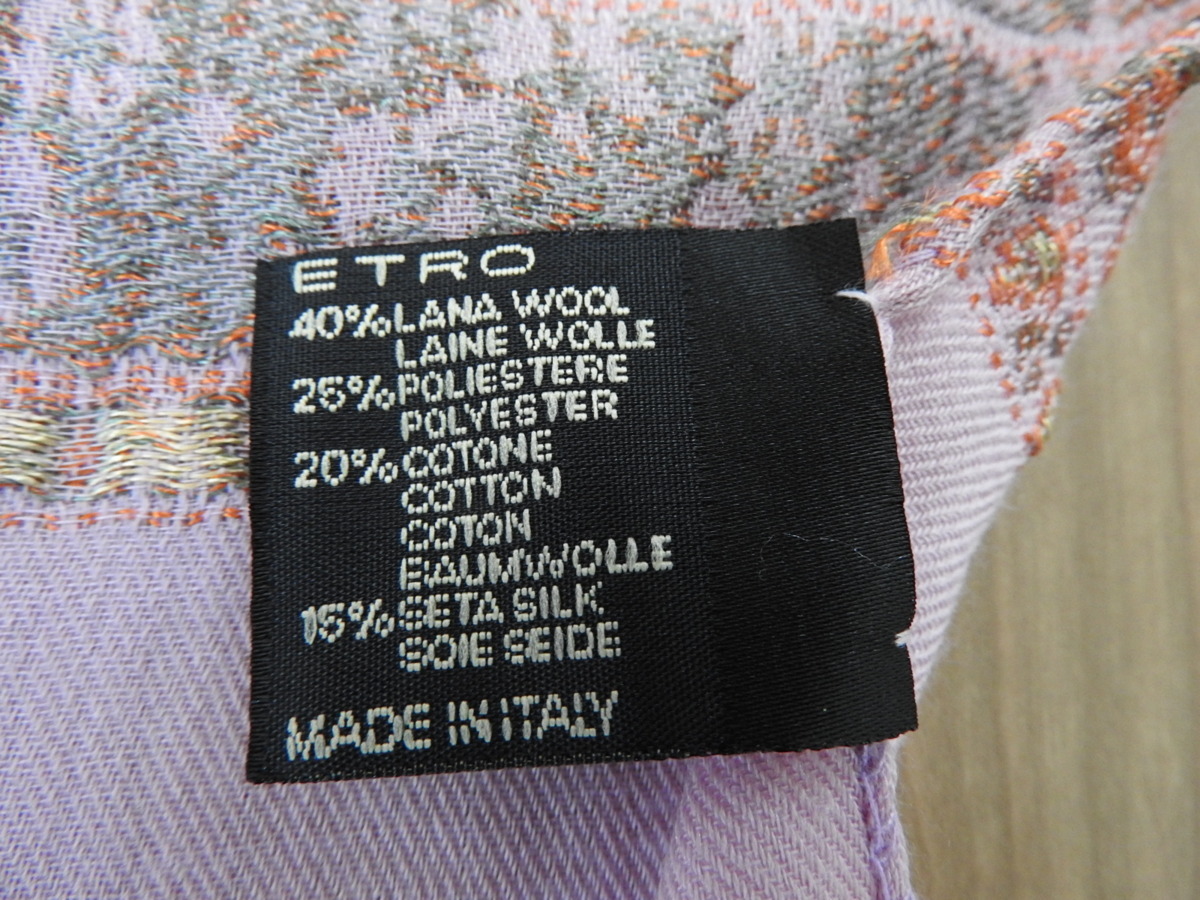 ETRO
40% LANA WOOL
LAINE WOLLE
25% POLIESTERE
POLYESTER
20% COTONE
COTTON
COTON
BAUMWOLLE
15% SETA SILK
SOIE SEIDE
MADE IN ITALY